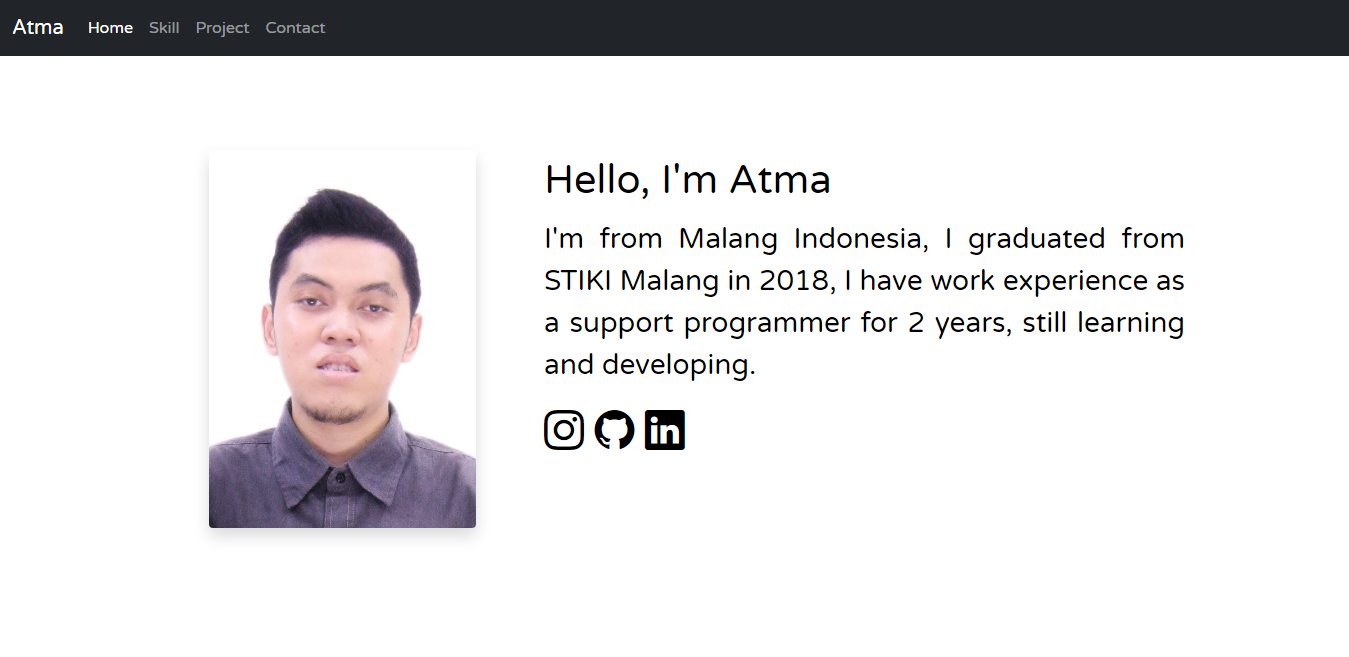 Atma Home Skill Project Contact
Hello, I'm Atma
I'm from Malang Indonesia, I graduated from
STIKI Malang in 2018, I have work experience as
a support programmer for 2 years, still learning
and developing.
in